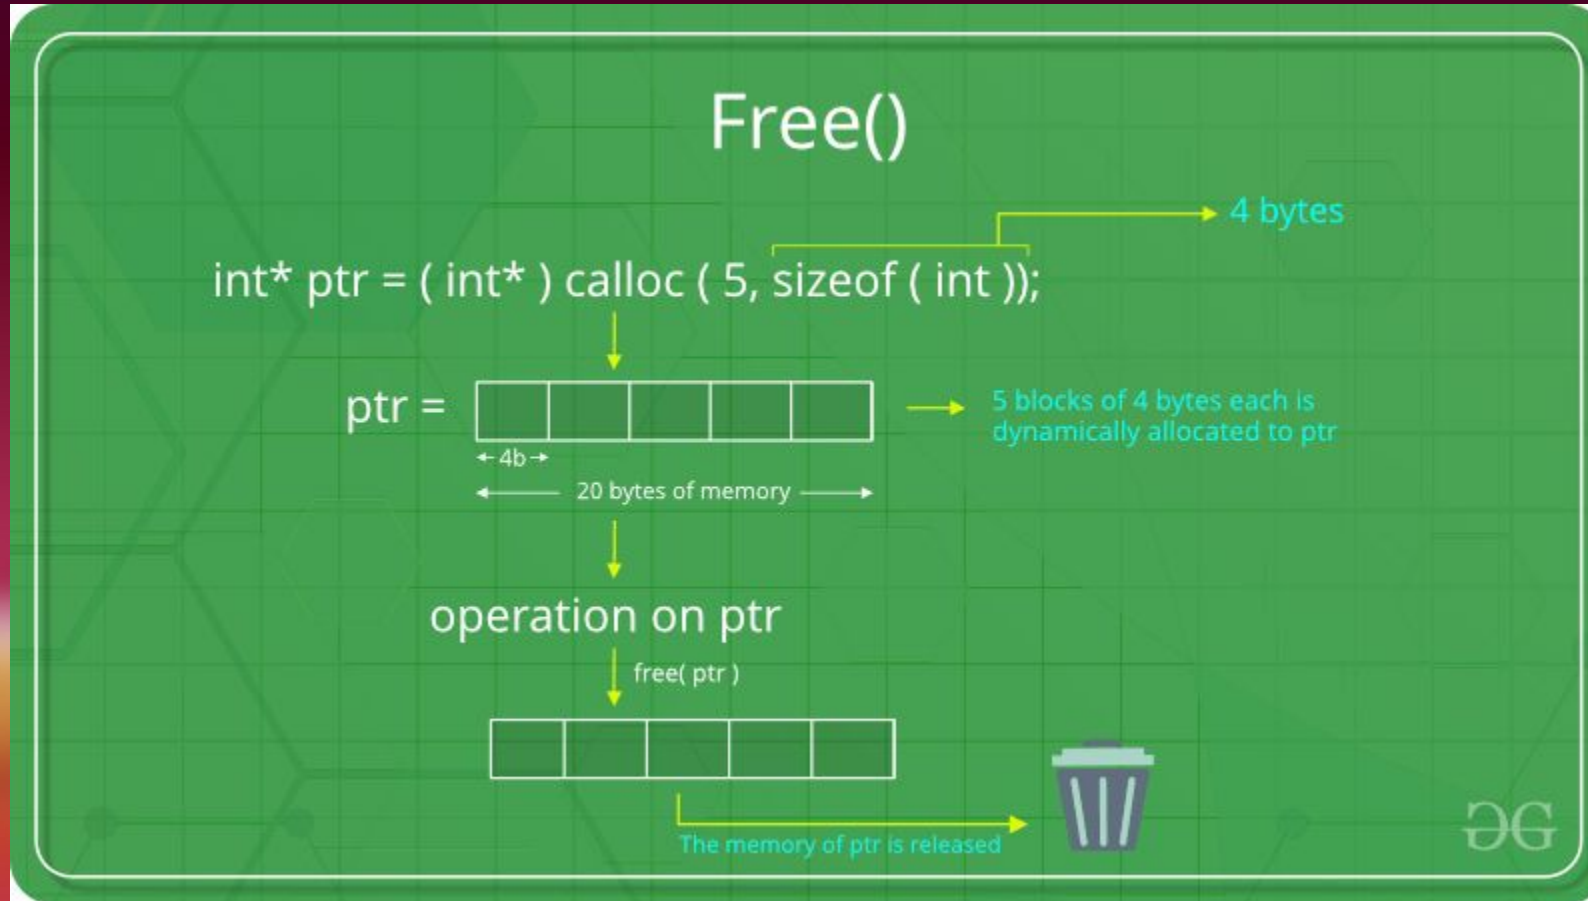 Free()
4 bytes
int* ptr = ( int* ) calloc ( 5, sizeof ( int ));
ptr =
5 blocks of 4 bytes each is
dynamically allocated to ptr
4b
20 bytes of memory
operation on ptr
free( ptr )
The memory of ptr is released